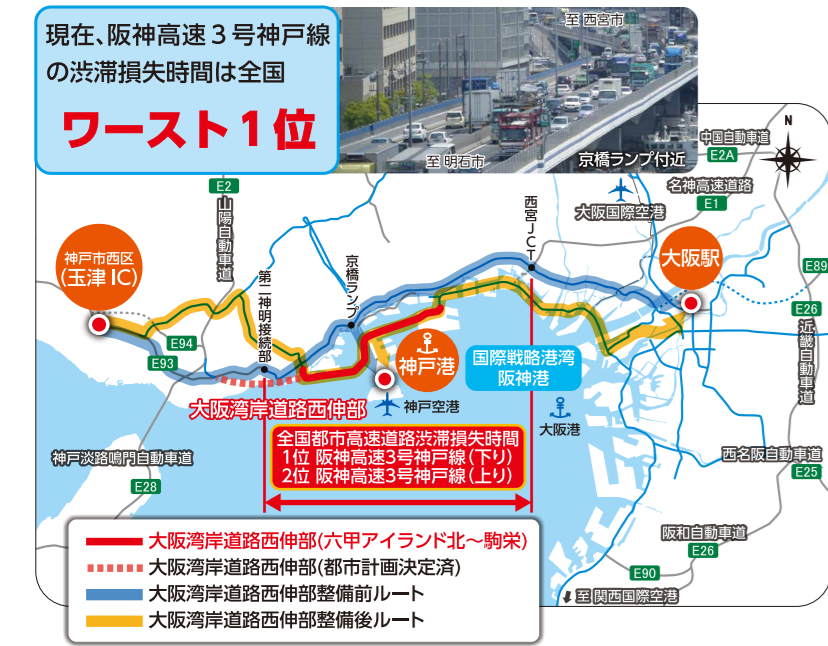 現在、阪神高速３号神戸線
の渋滞損失時間は全国
ワースト１位
至 西宮市
至 明石市
京橋ランプ付近
N
中国自動車道
E2A
名神高速道路
E1
大阪国際空港
E2
山陽自動車道
西宮JCT
神戸市西区
(玉津IC)
京橋ランプ
大阪駅
第二神明接続部
E89
E26
近畿自動車道
E94
E93
神戸港
国際戦略港湾
阪神港
大阪湾岸道路西伸部
神戸空港
大阪港
全国都市高速道路渋滞損失時間
1位 阪神高速3号神戸線（下り）
2位 阪神高速3号神戸線（上り）
神戸淡路鳴門自動車道
E28
西名阪自動車道
E25
阪和自動車道
E26
E90
至 関西国際空港
大阪湾岸道路西伸部(六甲アイランド北～駒栄)
大阪湾岸道路西伸部(都市計画決定済)
大阪湾岸道路西伸部整備前ルート
大阪湾岸道路西伸部整備後ルート